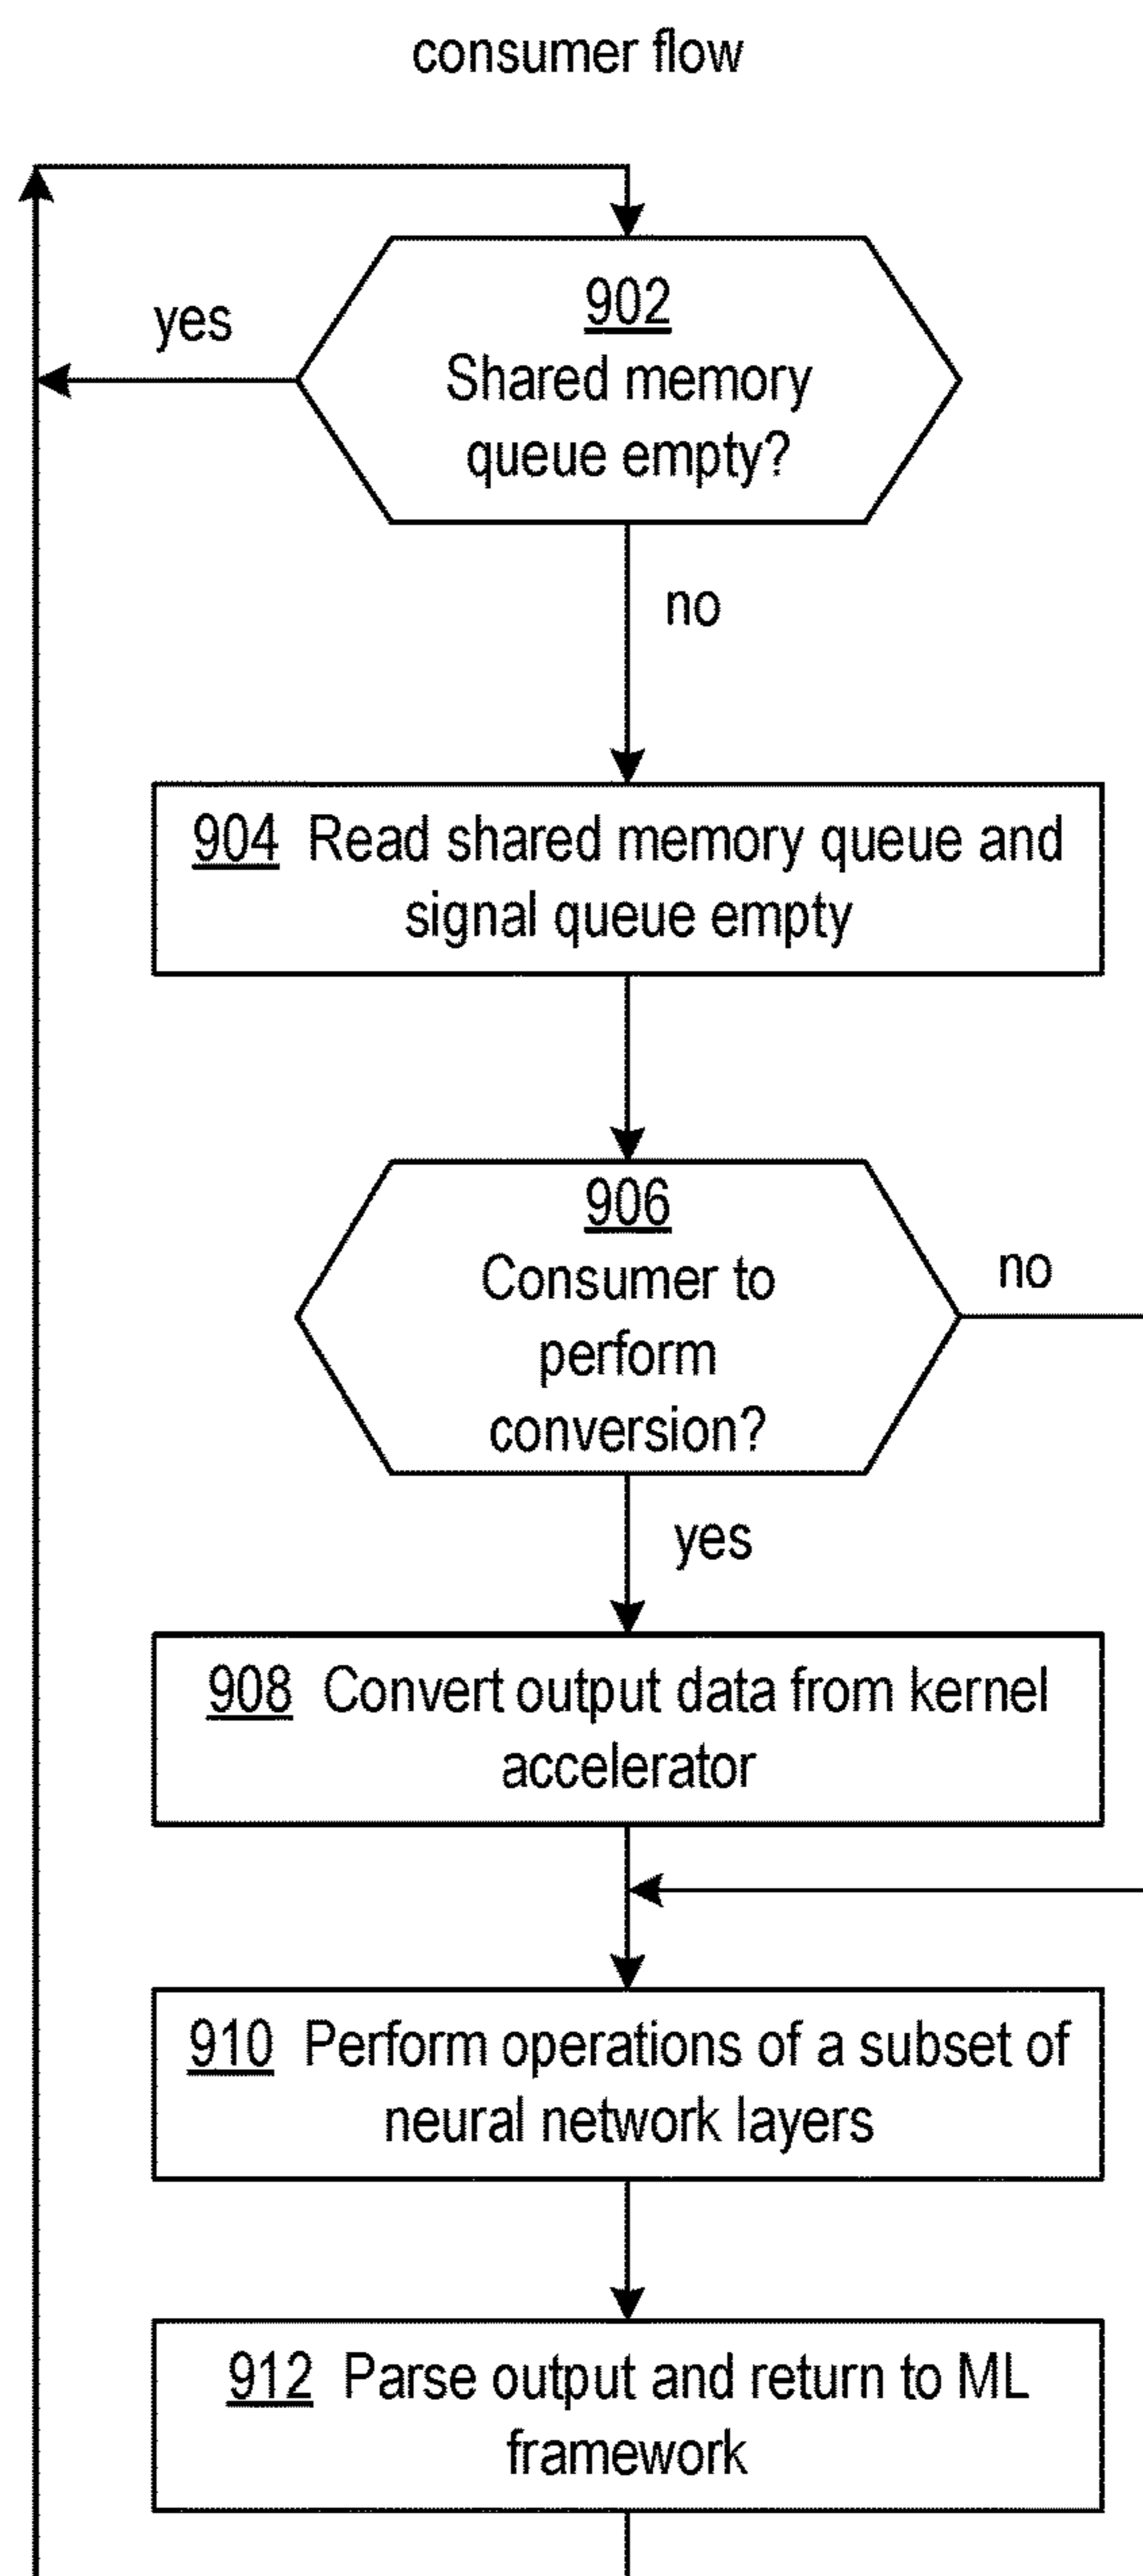 consumer flow
902
yes
Shared memory
queue empty?
no
904 Read shared memory queue and
signal queue empty
906
no
Consumer to
perform
conversion?
yes
908 Convert output data from kernel
accelerator
910 Perform operations of a subset of
neural network layers
912 Parse output and return to ML
framework